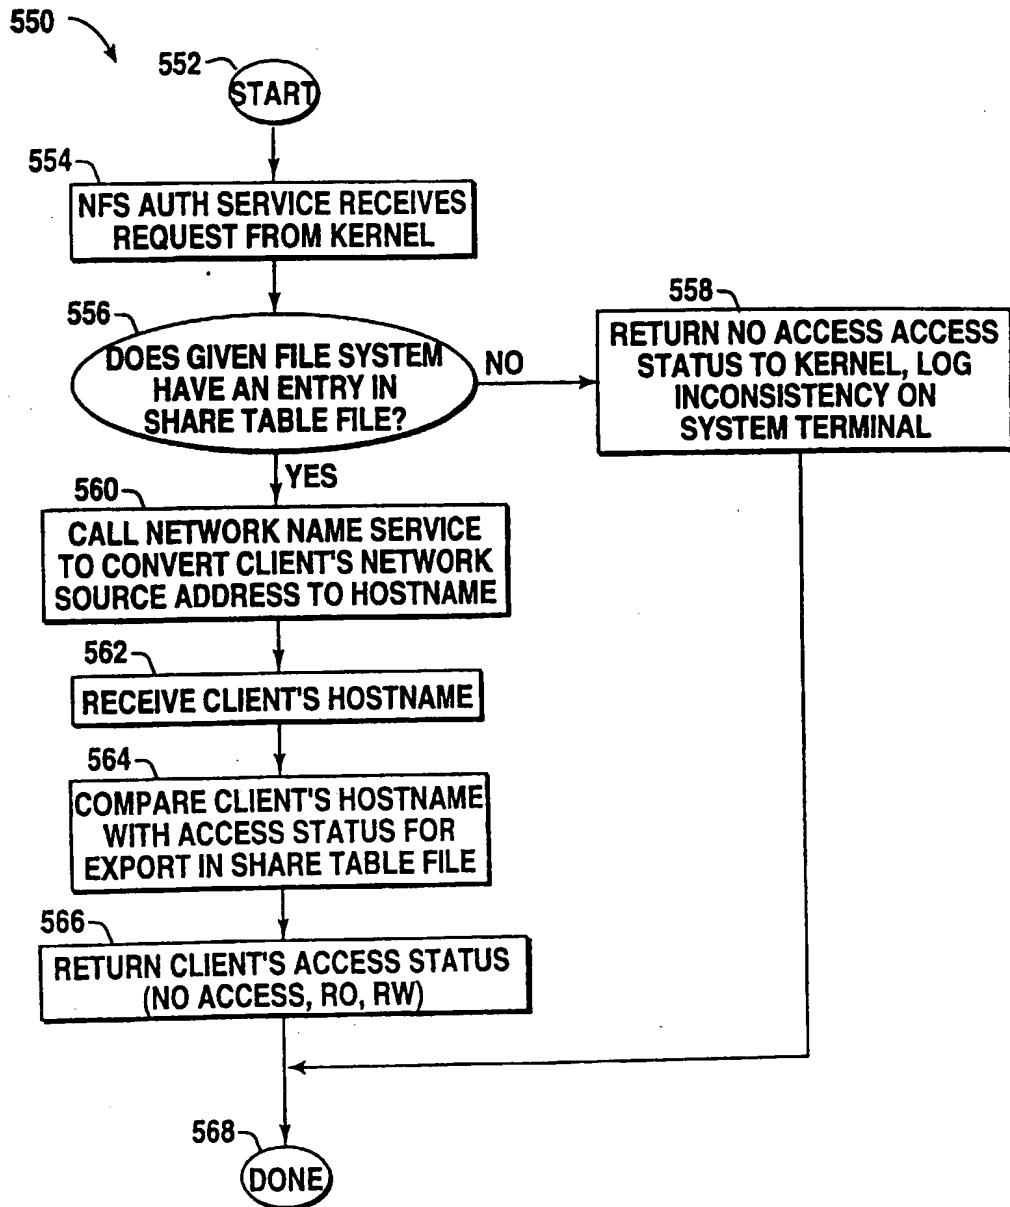 550
552
START
554
NFS AUTH SERVICE RECEIVES
REQUEST FROM KERNEL
556
DOES GIVEN FILE SYSTEM
HAVE AN ENTRY IN
SHARE TABLE FILE?
NO
558
RETURN NO ACCESS ACCESS
STATUS TO KERNEL, LOG
INCONSISTENCY ON
SYSTEM TERMINAL
YES
560
CALL NETWORK NAME SERVICE
TO CONVERT CLIENT'S NETWORK
SOURCE ADDRESS TO HOSTNAME
562
RECEIVE CLIENT'S HOSTNAME
564
COMPARE CLIENT'S HOSTNAME
WITH ACCESS STATUS FOR
EXPORT IN SHARE TABLE FILE
566
RETURN CLIENT'S ACCESS STATUS
(NO ACCESS, RO, RW)
568
DONE